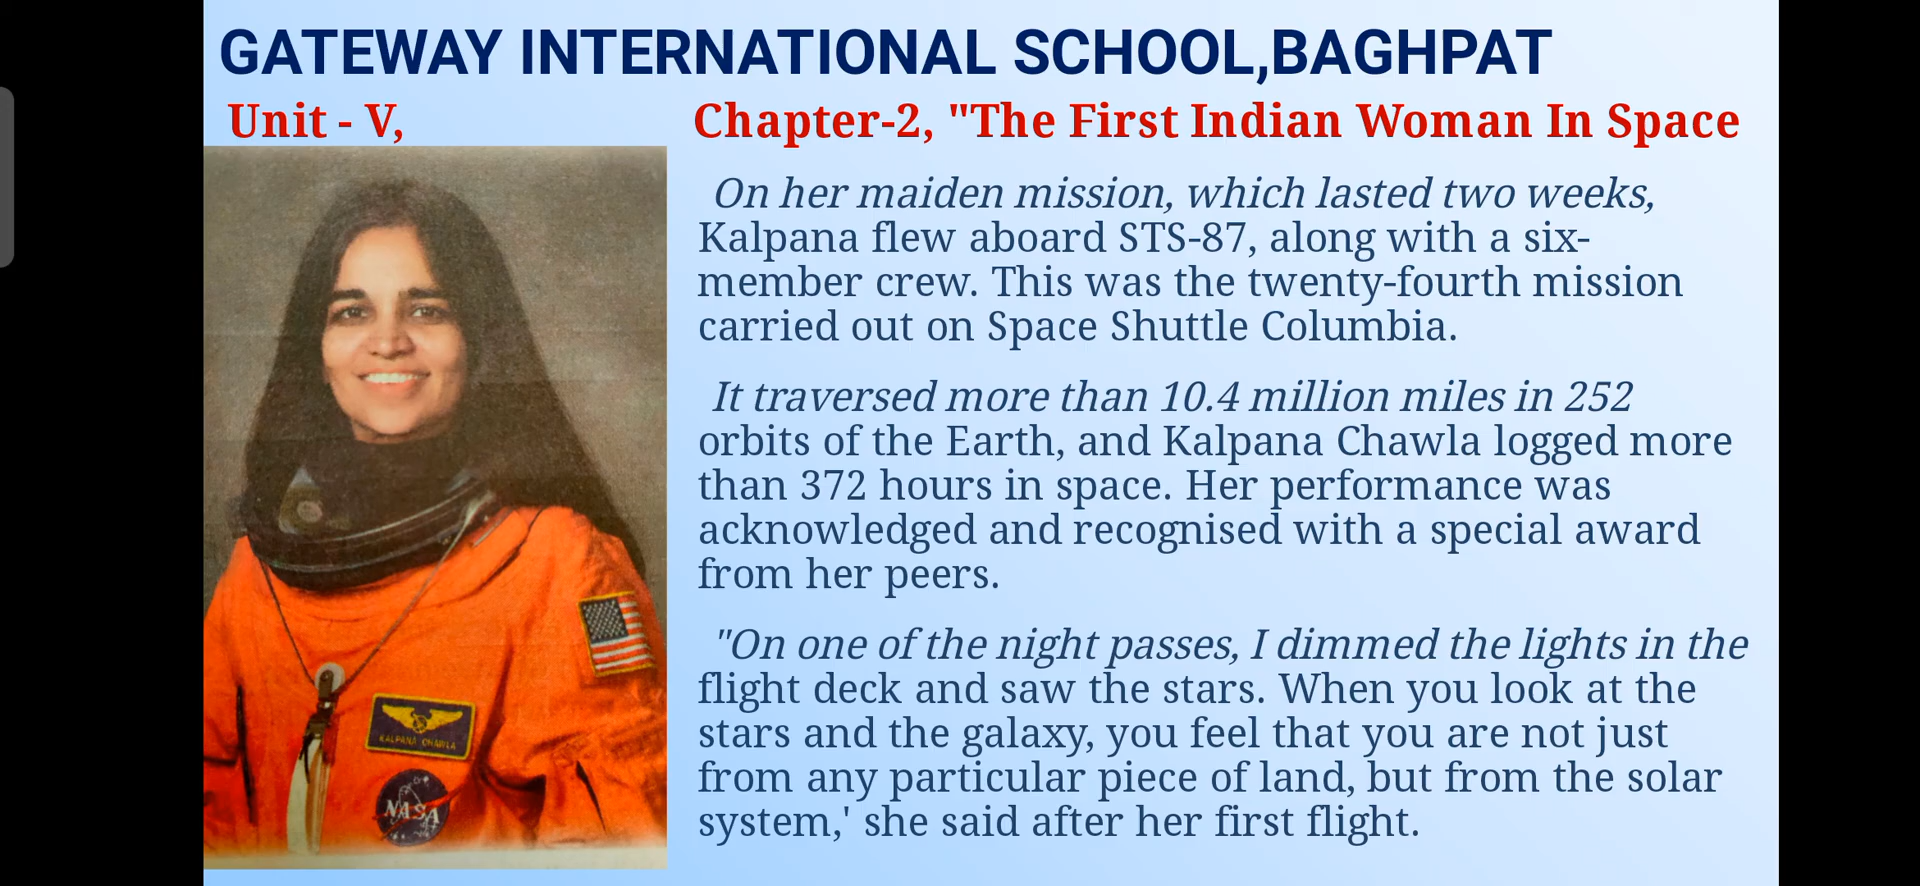 GATEWAY INTERNATIONAL SCHOOL,BAGHPAT
Unit - V,
Chapter-2, "The First Indian Woman In Space
On her maiden mission, which lasted two weeks,
Kalpana flew aboard STS-87, along with a six-
member crew. This was the twenty-fourth mission
carried out on Space Shuttle Columbia.
It traversed more than 10.4 million miles in 252
orbits of the Earth, and Kalpana Chawla logged more
than 372 hours in space. Her performance was
acknowledged and recognised with a special award
from her peers.
"On one of the night passes, I dimmed the lights in the
flight deck and saw the stars. When you look at the
stars and the galaxy, you feel that you are not just
from any particular piece of land, but from the solar
system,' she said after her first flight.
KALPANA CHAWLA
NASA